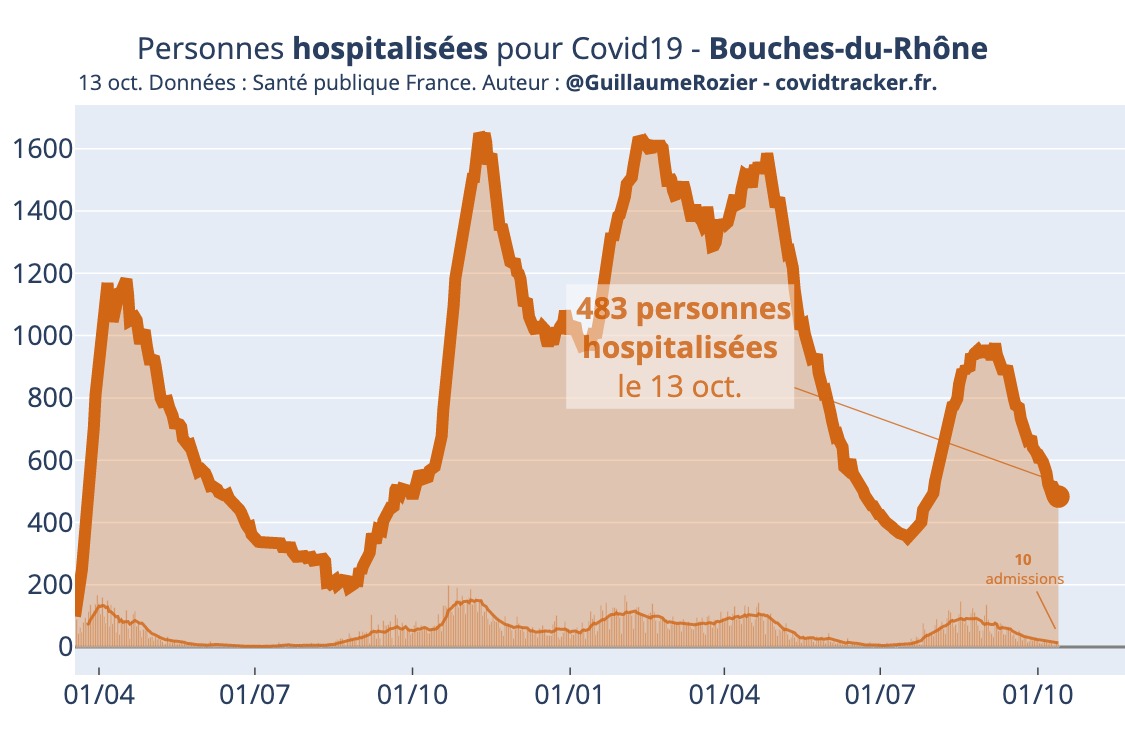 Personnes hospitalisées pour Covid19 - Bouches-du-Rhône
13 oct. Données : Santé publique France. Auteur : @GuillaumeRozier - covidtracker.fr.
1600
1400
1200
1000
800
600
400
200
0
483 personnes
hospitalisées
le 13 oct.
10
admissions
01/04
01/07
01/10
01/01
01/04
01/07
01/10